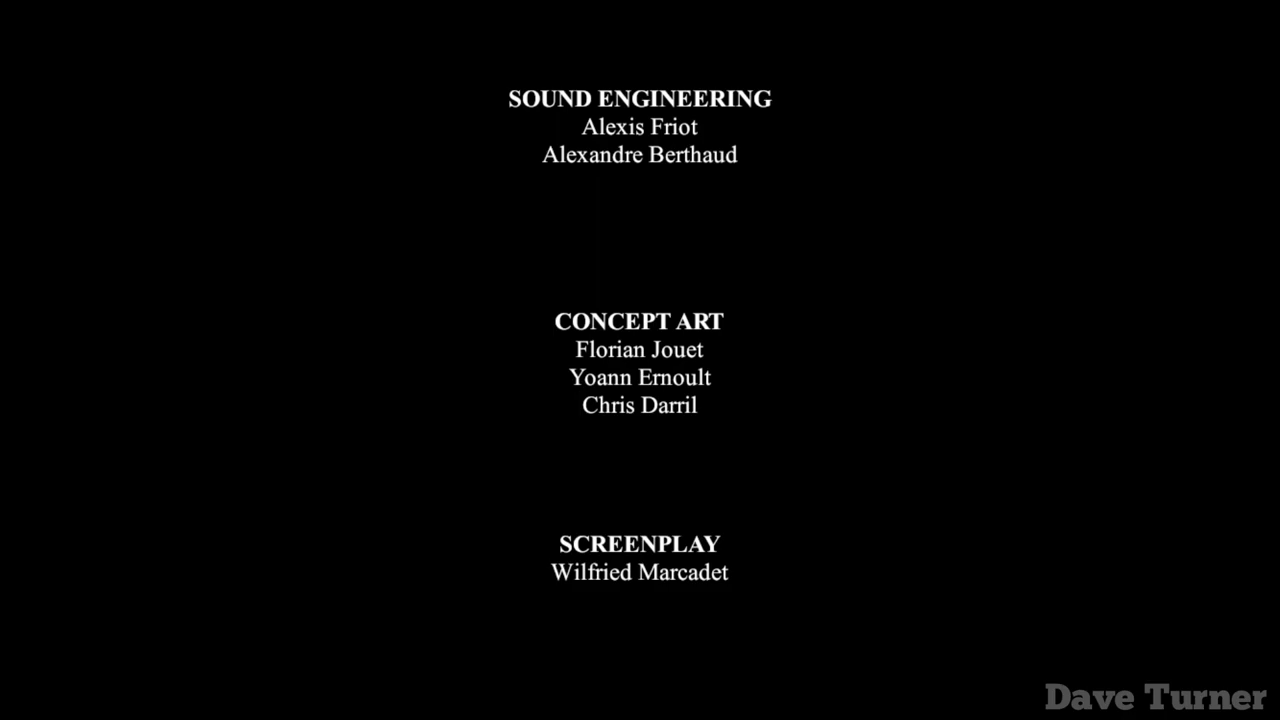 SOUND ENGINEERING
Alexis Friot
Alexandre Berthaud
CONCEPT ART
Florian Jouet
Yoann Ernoult
Chris Darril
SCREENPLAY
Wilfried Marcadet
Dave Turner